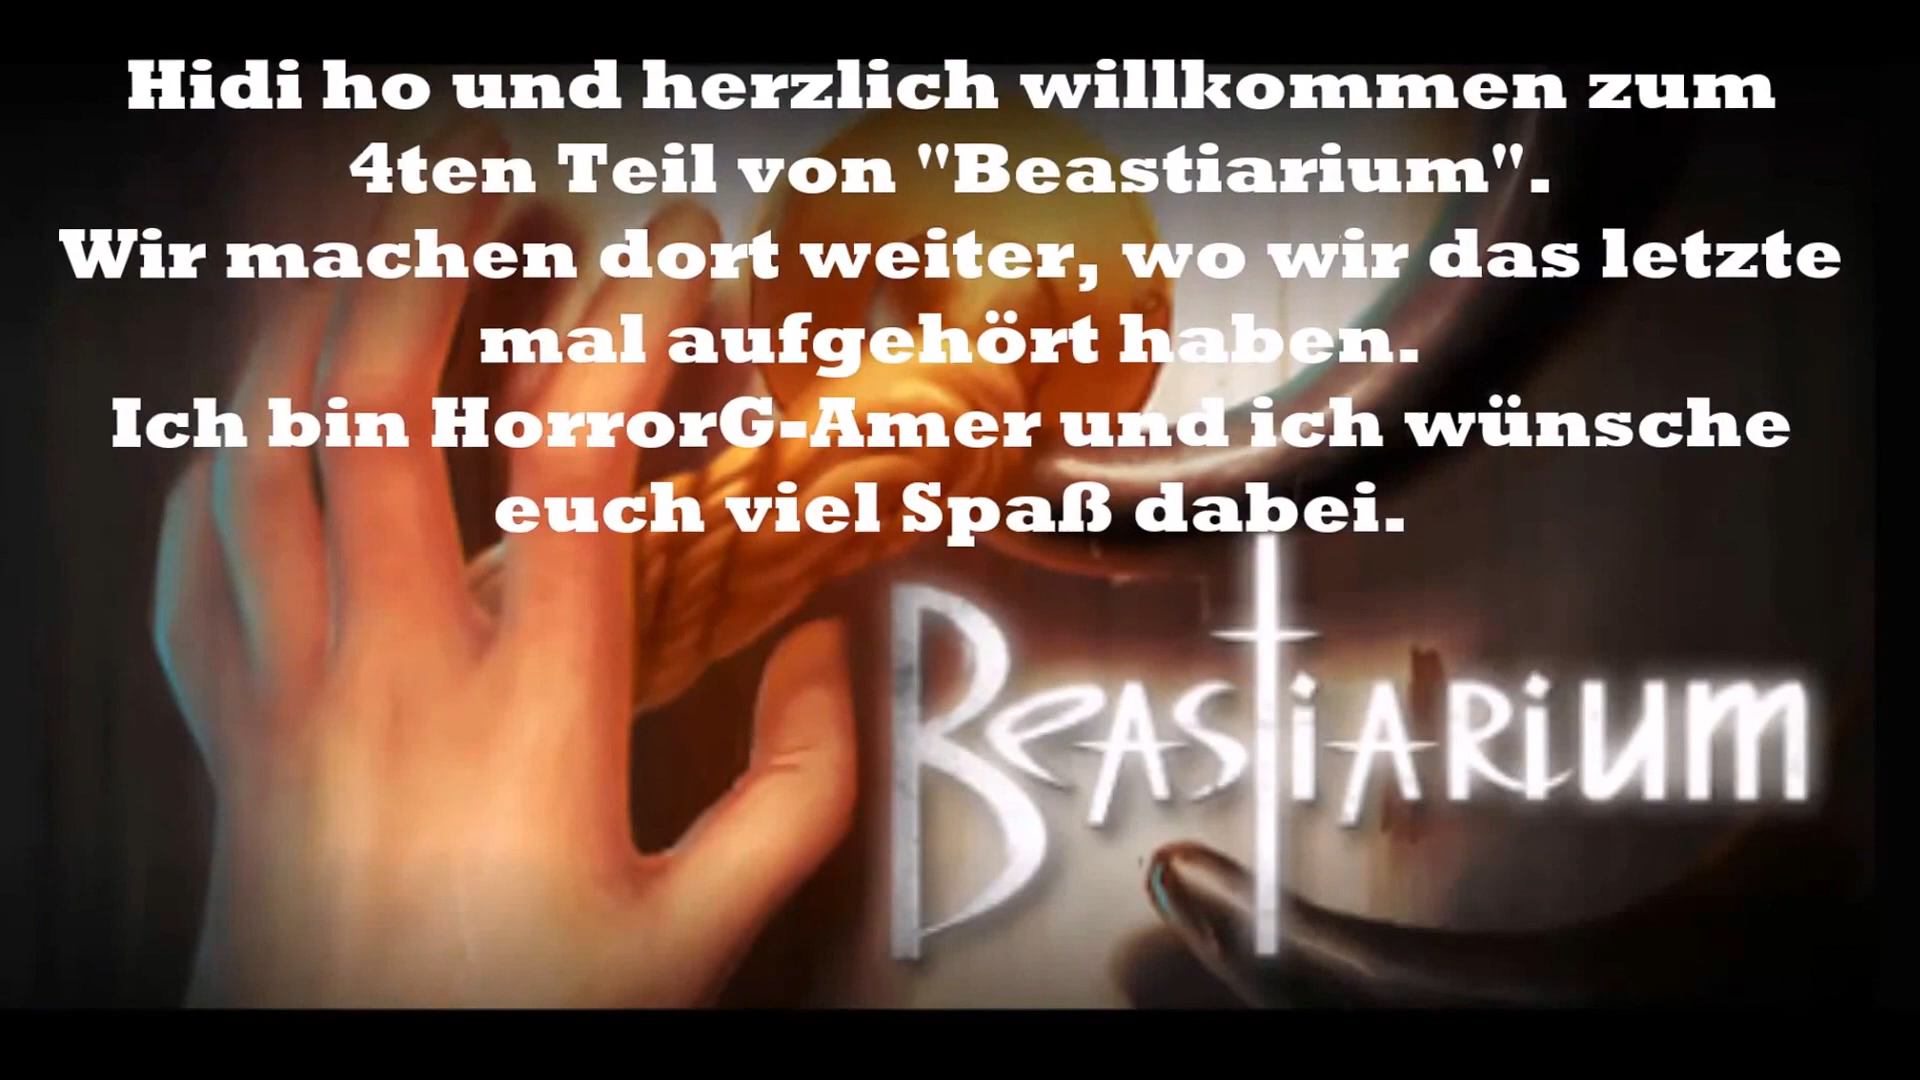 Hidi ho und herzlich willkommen zum
4ten Teil von "Beastiarium".
Wir machen dort weiter, wo wir das letzte
mal aufgehört haben.
Ich bin HorrorG-Amer und ich wünsche
euch viel Spaß dabei.
Beastiarium